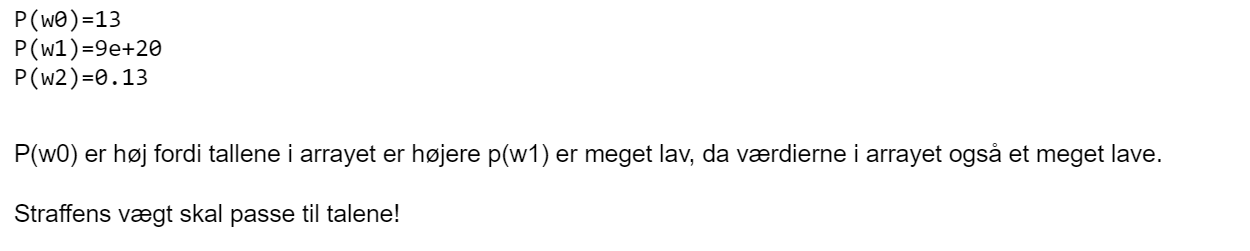 P(w0)=13
P(w1)=9e+20
P(w2)=0.13
P(w0) er høj fordi tallene i arrayet er højere p(w1) er meget lav, da værdierne i arrayet også et meget lave.
Straffens vægt skal passe til talene!